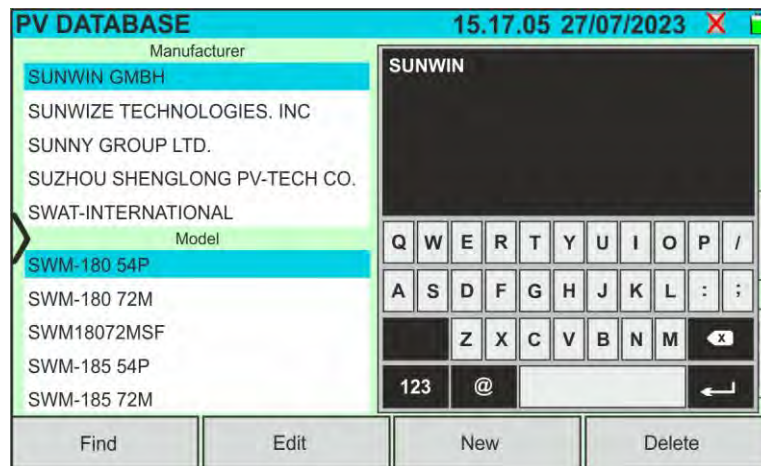 PV DATABASE 15.17.05 27/07/2023
Manufacturer
SUNWIN GMBH
SUNWIZE TECHNOLOGIES. INC
SUNNY GROUP LTD.
SUZHOU SHENGLONG PV-TECH CO.
SWAT-INTERNATIONAL
Model
SWM-180 54P
SWM-180 72M
SWM18072MSF
SWM-185 54P
SWM-185 72M
SUNWIN
Q W E R T Y U I O P /
A S D F G H J K L : ;
Z X C V B N M x
123 @
Find Edit New Delete